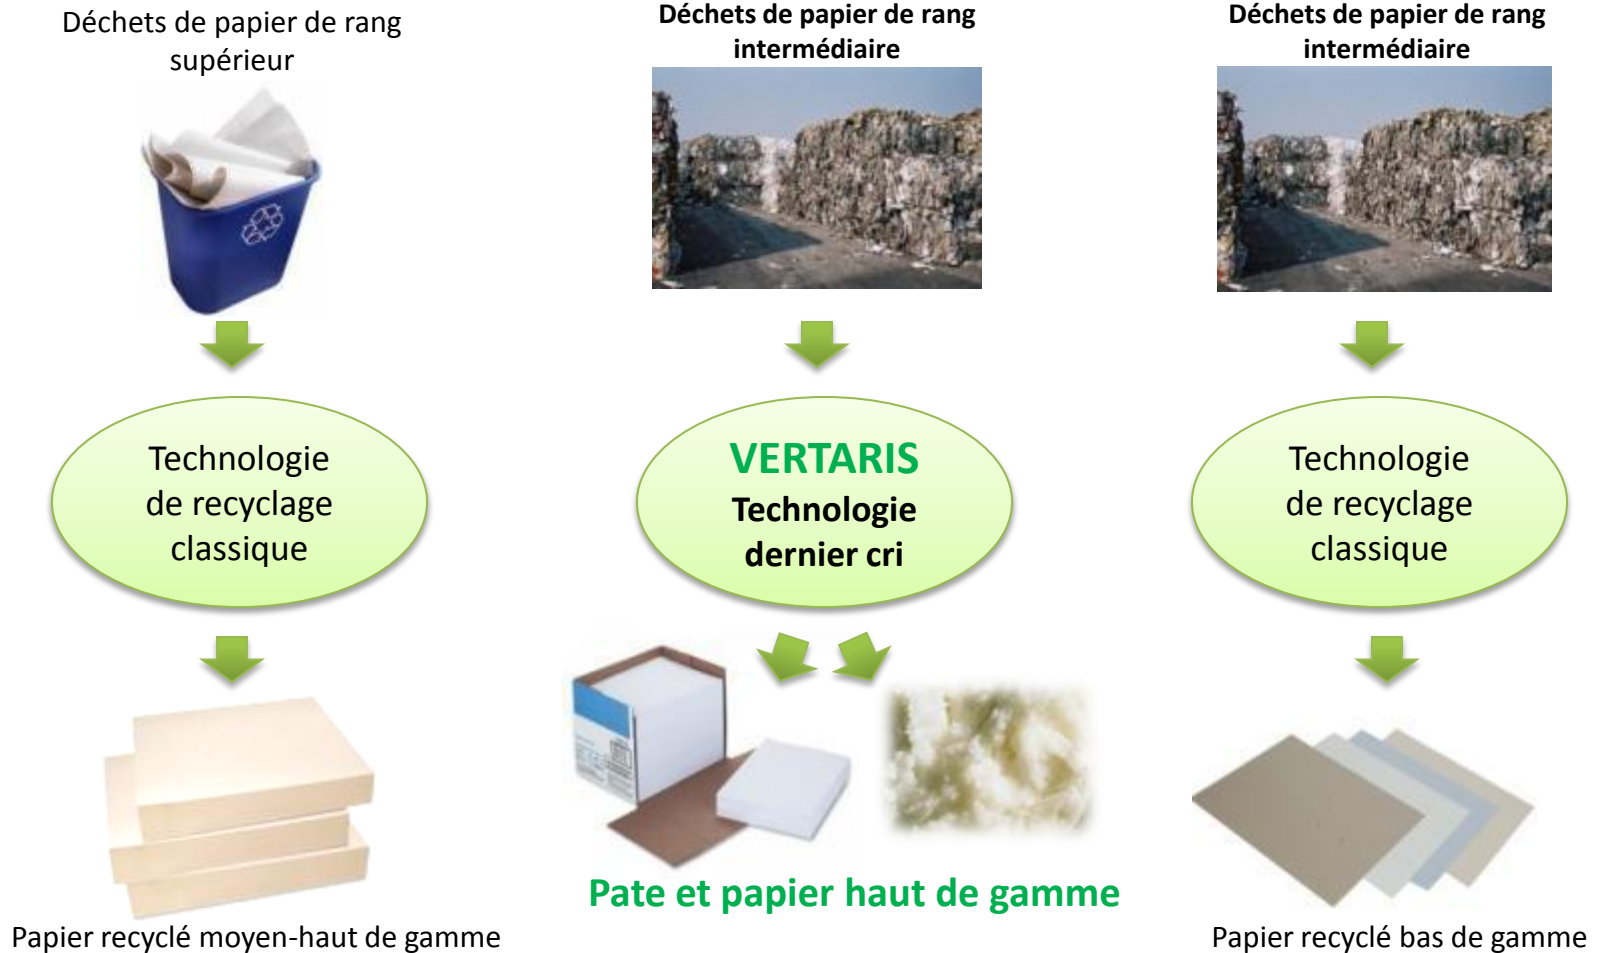 Déchets de papier de rang
supérieur
Technologie
de recyclage
classique
Papier recyclé moyen-haut de gamme
Déchets de papier de rang
intermédiaire
VERTARIS
Technologie
dernier cri
Pate et papier haut de gamme
Déchets de papier de rang
intermédiaire
Technologie
de recyclage
classique
Papier recyclé bas de gamme